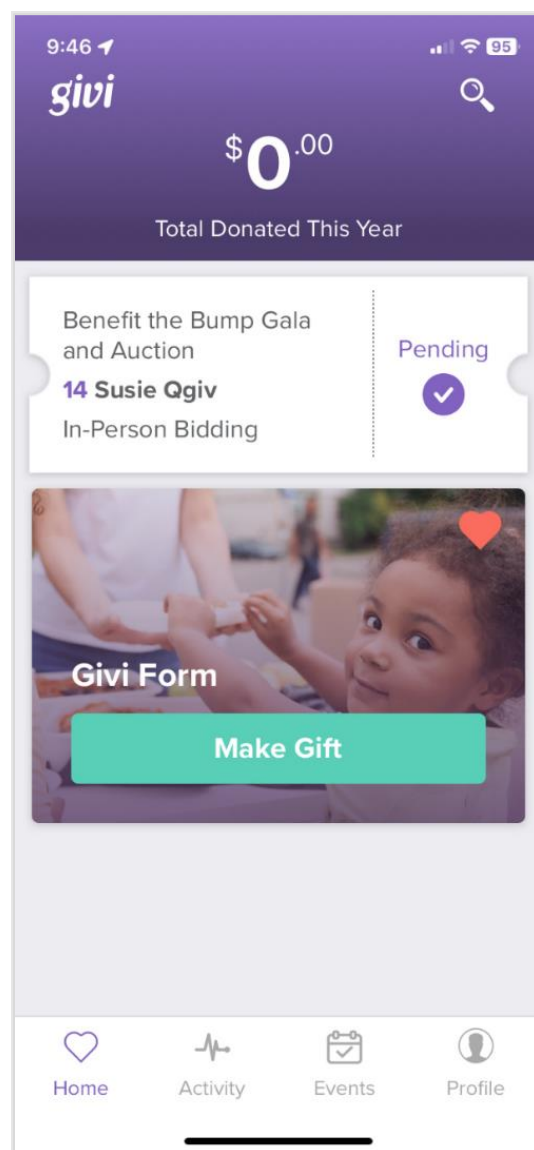 9:46
95
givi
$0.00
Total Donated This Year
Benefit the Bump Gala
and Auction
Pending
14 Susie Qgiv
In-Person Bidding
Givi Form
Make Gift
Home
Activity
Events
Profile